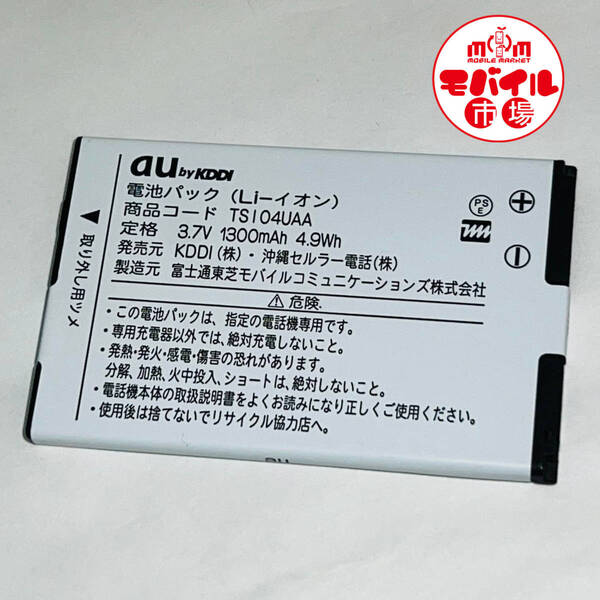 mom
MOBILE MARKET
モバイル
市場
au by KDDI
電池パック (Li-イオン)
商品コード TSI04UAA
定格 3.7V 1300mAh 4.9Wh
発売元 KDDI(株)・沖縄セルラー電話(株)
製造元 富士通東芝モバイルコミュニケーションズ株式会社
PS
E
⚠危険
・この電池パックは、指定の電話機専用です。
・専用充電器以外では、絶対充電しないこと。
・発熱・発火・感電・傷害の恐れがあります。
分解、加熱、火中投入、ショートは、絶対しないこと。
・電話機本体の取扱説明書をよくお読みになり正しくご使用ください。
・使用後は捨てないでリサイクル協力店へ。
△取り外し用ツメ
au